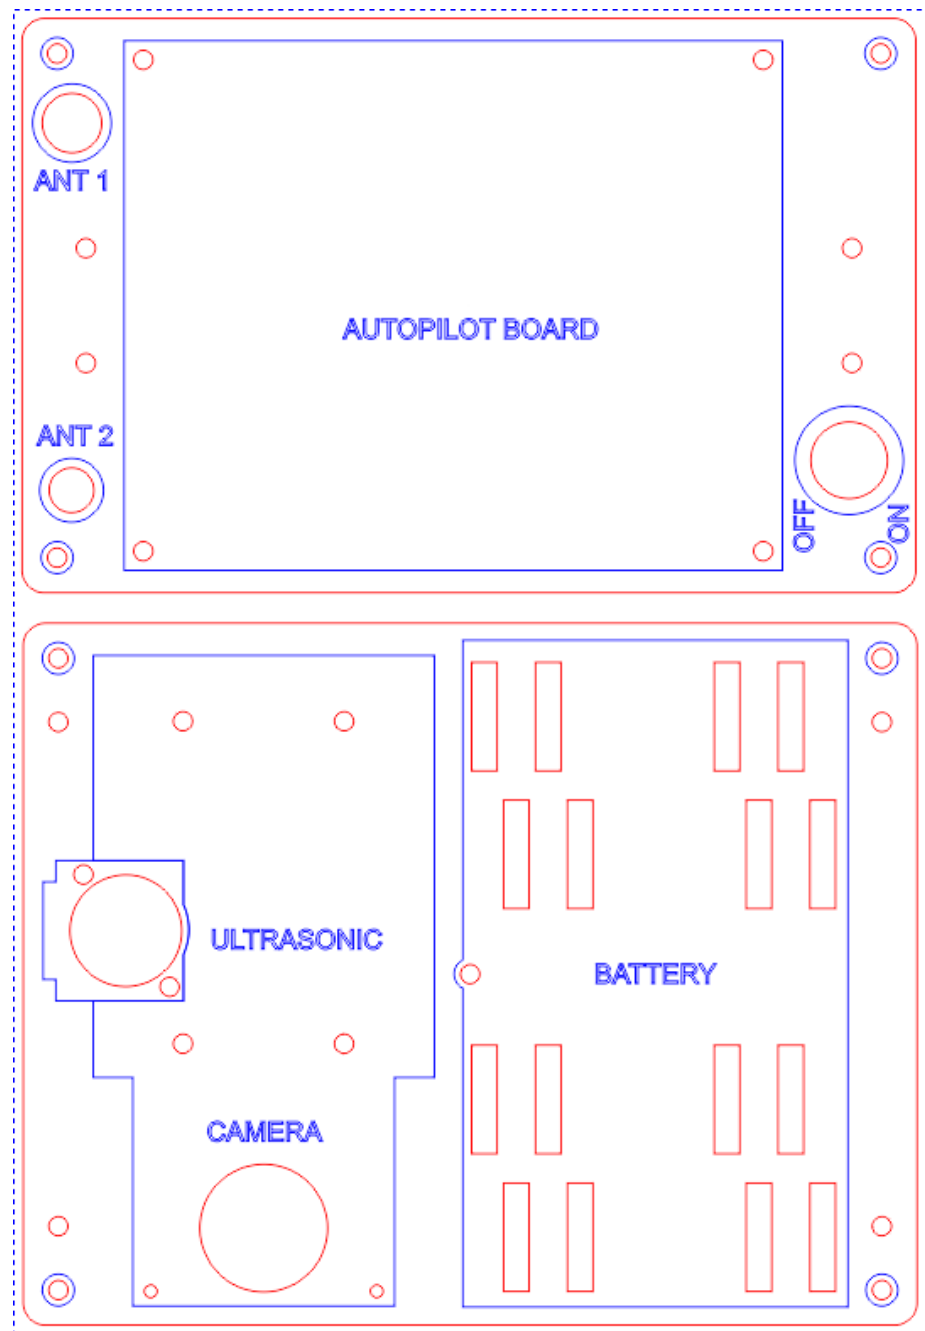 ANT 1
AUTOPILOT BOARD
ANT 2
OFF
ON
ULTRASONIC
BATTERY
CAMERA